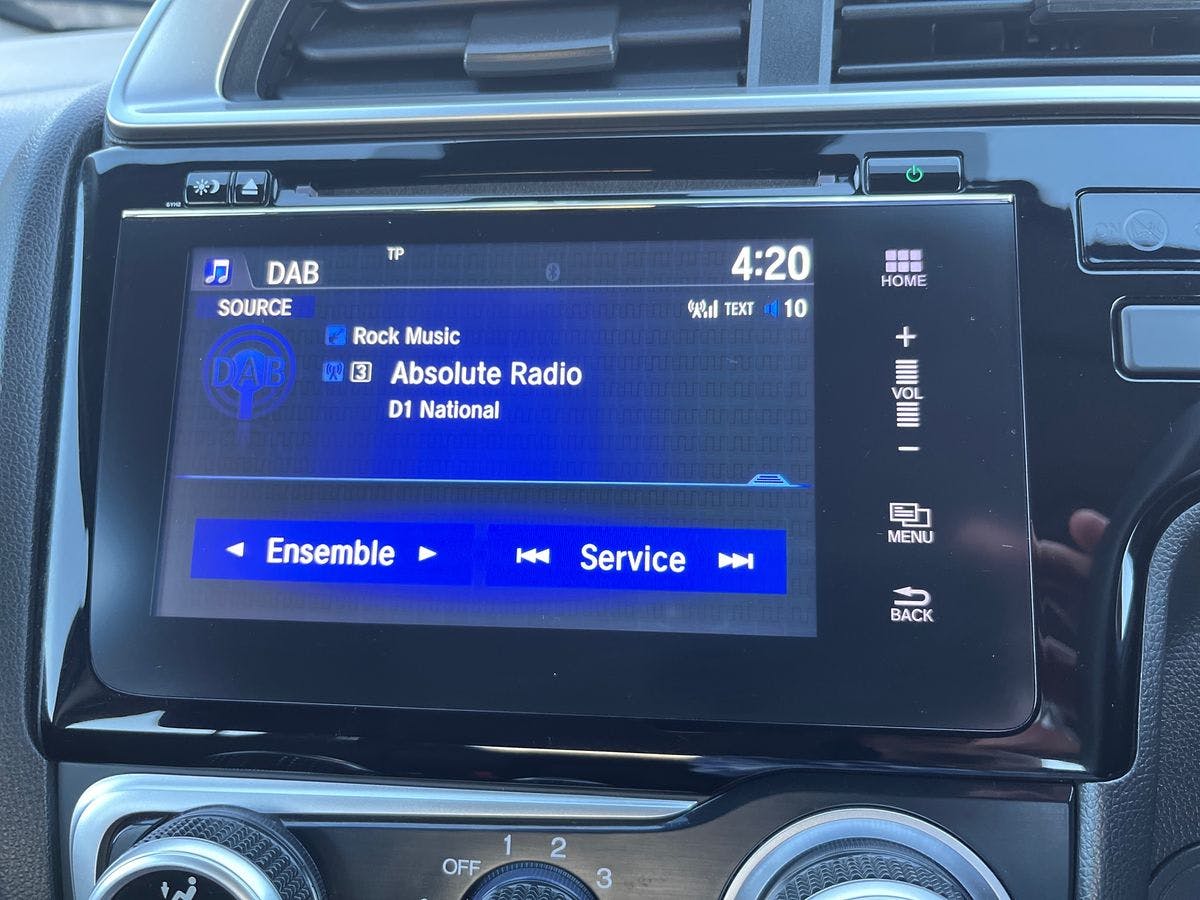 DAB
TP
4:20
SOURCE
TEXT
10
Rock Music
DAB
3 Absolute Radio
D1 National
Ensemble
Service
HOME
+
VOL
−
MENU
BACK
OFF 1 2 3